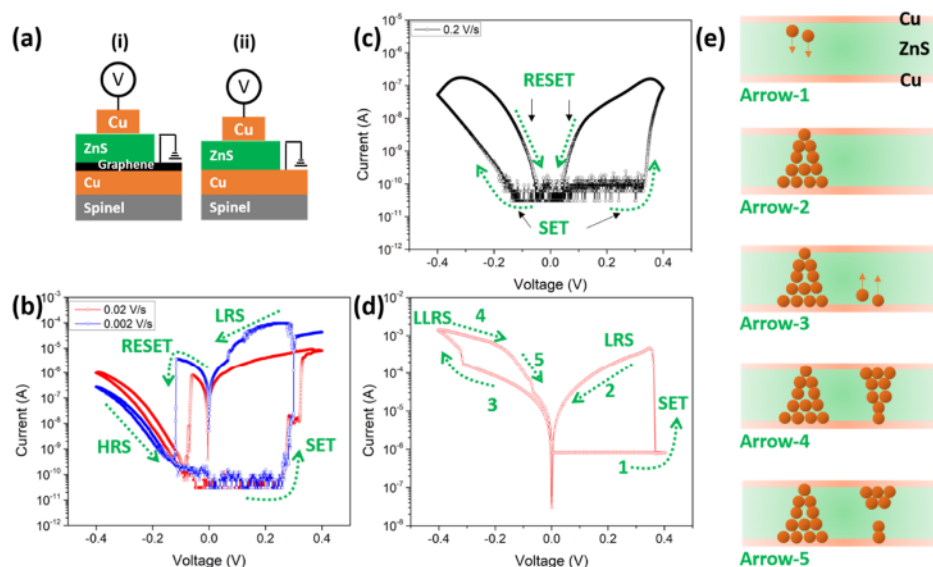 (a)
(i)
(ii)
V
V
Cu
Cu
ZnS
ZnS
Graphene
Cu
Cu
Spinel
Spinel
(b)
0.02 V/s
0.002 V/s
LRS
RESET
HRS
SET
Current (A)
10⁻³
10⁻⁴
10⁻⁵
10⁻⁶
10⁻⁷
10⁻⁸
10⁻⁹
10⁻¹⁰
10⁻¹¹
10⁻¹²
-0.4 -0.2 0.0 0.2 0.4
Voltage (V)
(c)
0.2 V/s
RESET
SET
Current (A)
10⁻⁵
10⁻⁶
10⁻⁷
10⁻⁸
10⁻⁹
10⁻¹⁰
10⁻¹¹
10⁻¹²
-0.4 -0.2 0.0 0.2 0.4
Voltage (V)
(d)
LLRS
4
5
LRS
3
2
SET
1
Current (A)
10⁻²
10⁻³
10⁻⁴
10⁻⁵
10⁻⁶
10⁻⁷
10⁻⁸
-0.4 -0.2 0.0 0.2 0.4
Voltage (V)
(e)
Cu
ZnS
Cu
Arrow-1
Arrow-2
Arrow-3
Arrow-4
Arrow-5